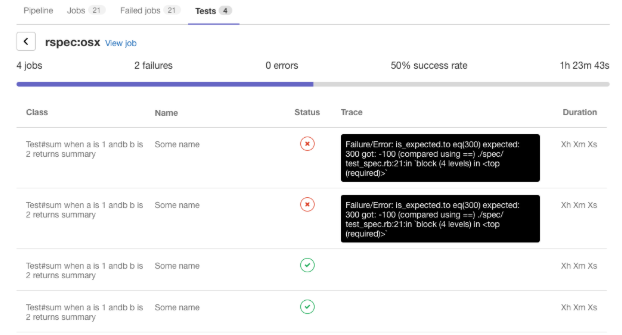 Pipeline Jobs 21 Failed jobs 21 Tests 4
rspec:osx View job
4 jobs 2 failures 0 errors 50% success rate 1h 23m 43s
Class Name Status Trace Duration
Test#sum when a is 1 andb b is Some name Failure/Error: is_expected.to eq(300) expected: Xh Xm Xs
2 returns summary 300 got: -100 (compared using ==) ./spec/
test_spec.rb:21:in `block (4 levels) in <top
(required)>`
Test#sum when a is 1 andb b is Some name Failure/Error: is_expected.to eq(300) expected: Xh Xm Xs
2 returns summary 300 got: -100 (compared using ==) ./spec/
test_spec.rb:21:in `block (4 levels) in <top
(required)>`
Test#sum when a is 1 andb b is Some name Xh Xm Xs
2 returns summary
Test#sum when a is 1 andb b is Some name Xh Xm Xs
2 returns summary